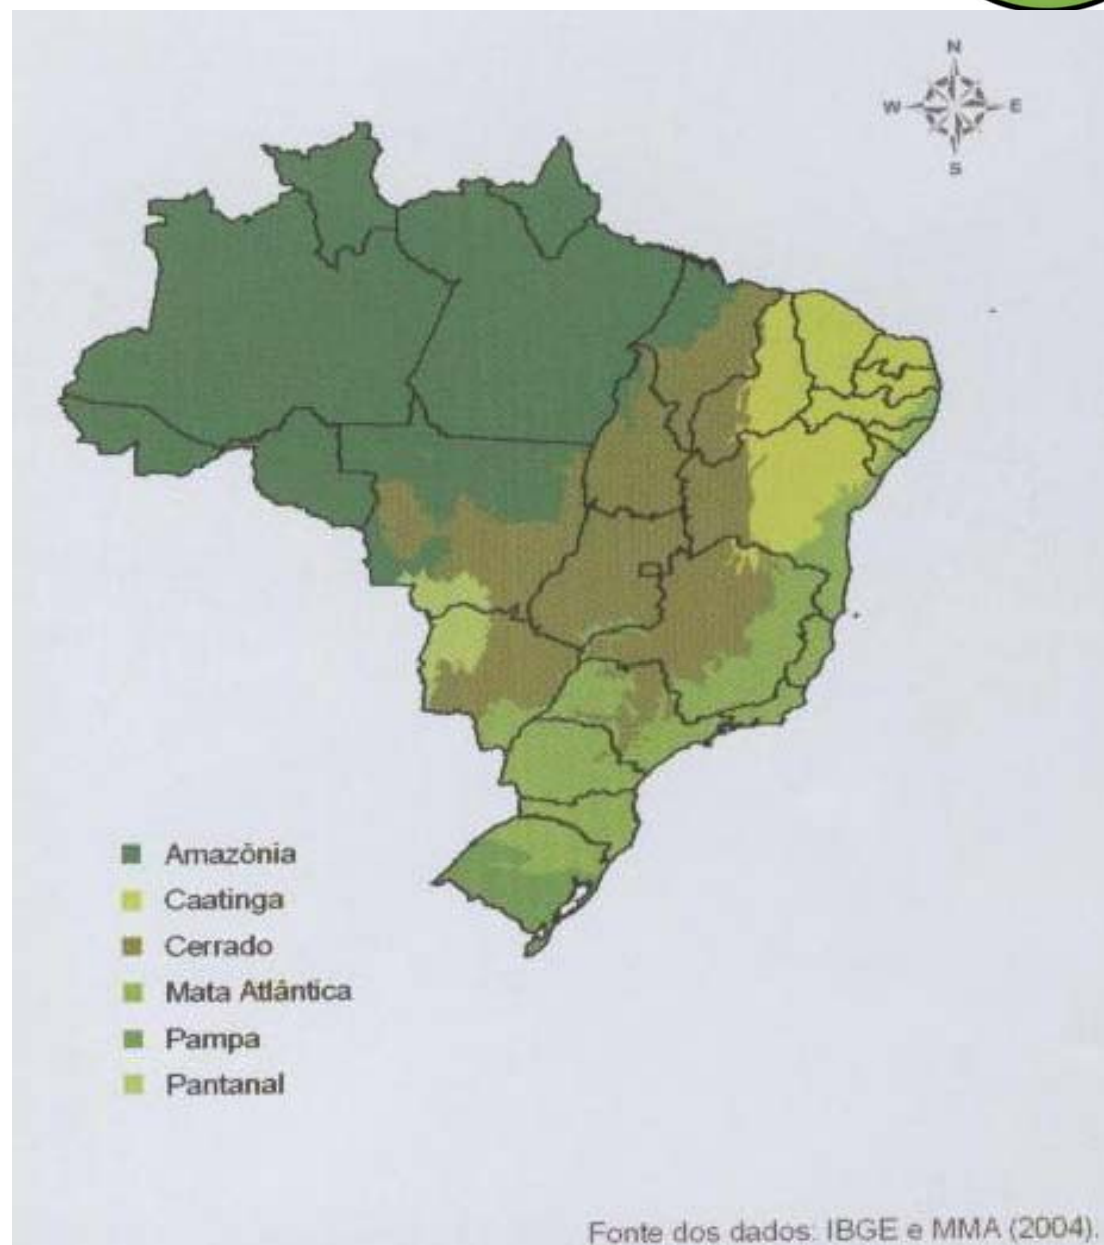 N
W E
S
Amazônia
Caatinga
Cerrado
Mata Atlântica
Pampa
Pantanal
Fonte dos dados: IBGE e MMA (2004).